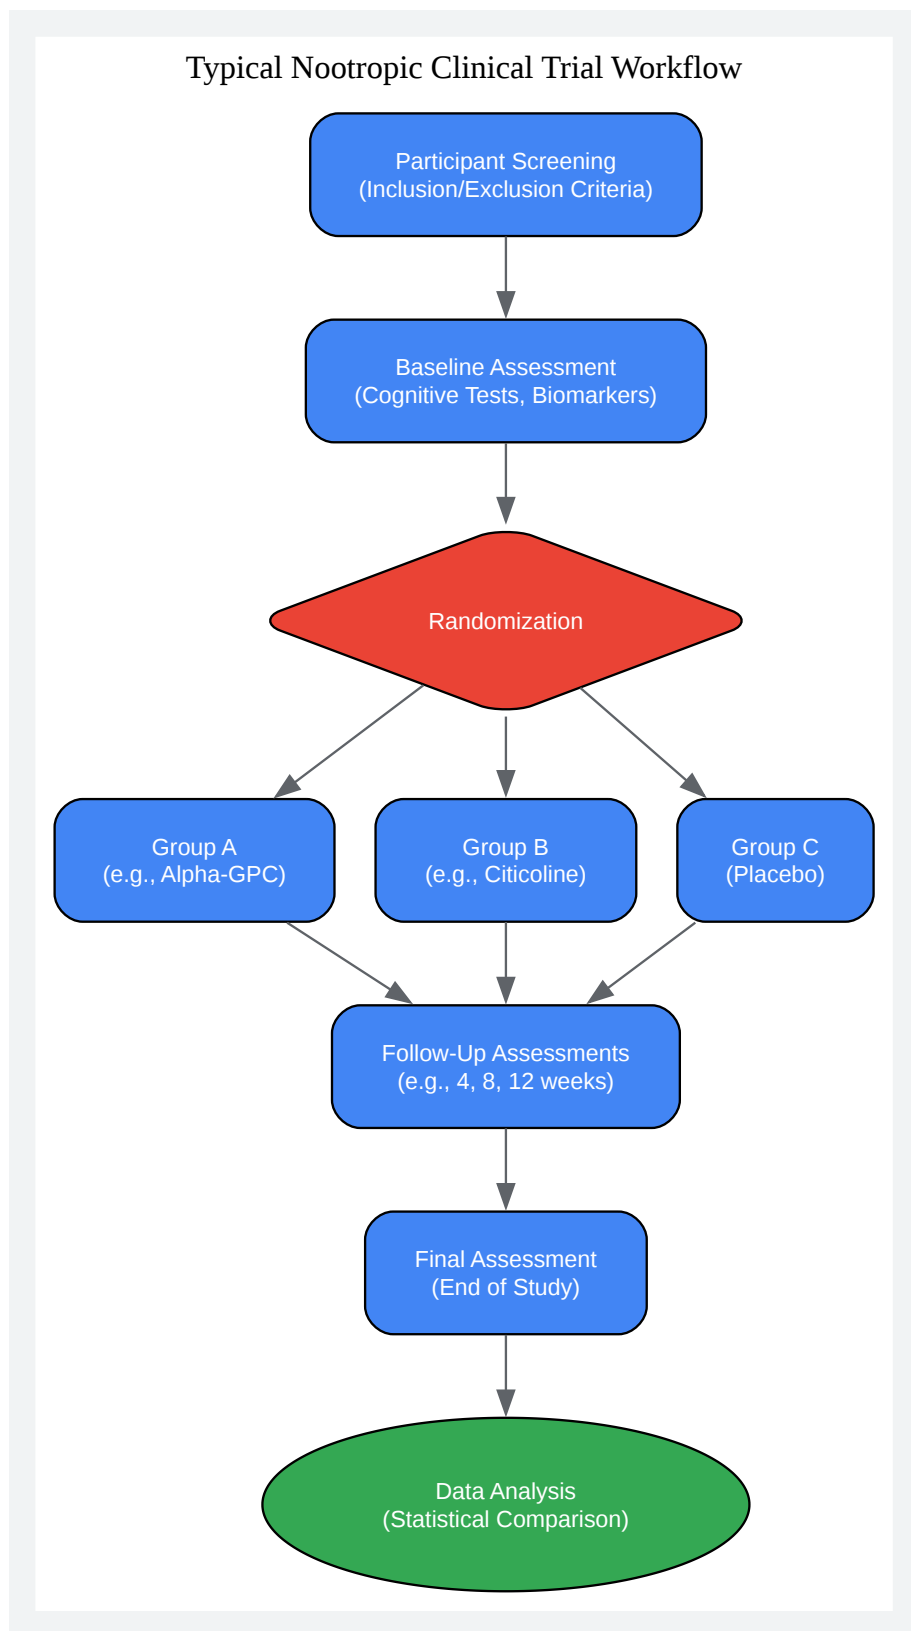 Typical Nootropic Clinical Trial Workflow
Participant Screening
(Inclusion/Exclusion Criteria)
Baseline Assessment
(Cognitive Tests, Biomarkers)
Randomization
Group A
(e.g., Alpha-GPC)
Group B
(e.g., Citicoline)
Group C
(Placebo)
Follow-Up Assessments
(e.g., 4, 8, 12 weeks)
Final Assessment
(End of Study)
Data Analysis
(Statistical Comparison)